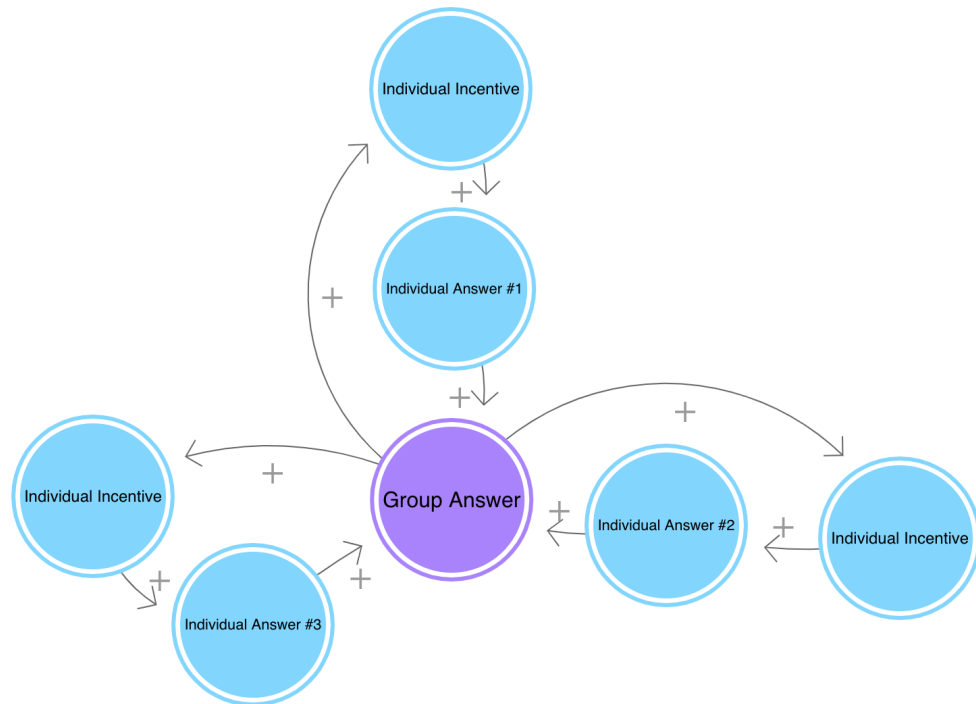 Individual Incentive
+
Individual Answer #1
+
+
+
Group Answer
Individual Incentive
+
Individual Answer #3
+
+
Individual Answer #2
+
Individual Incentive
+